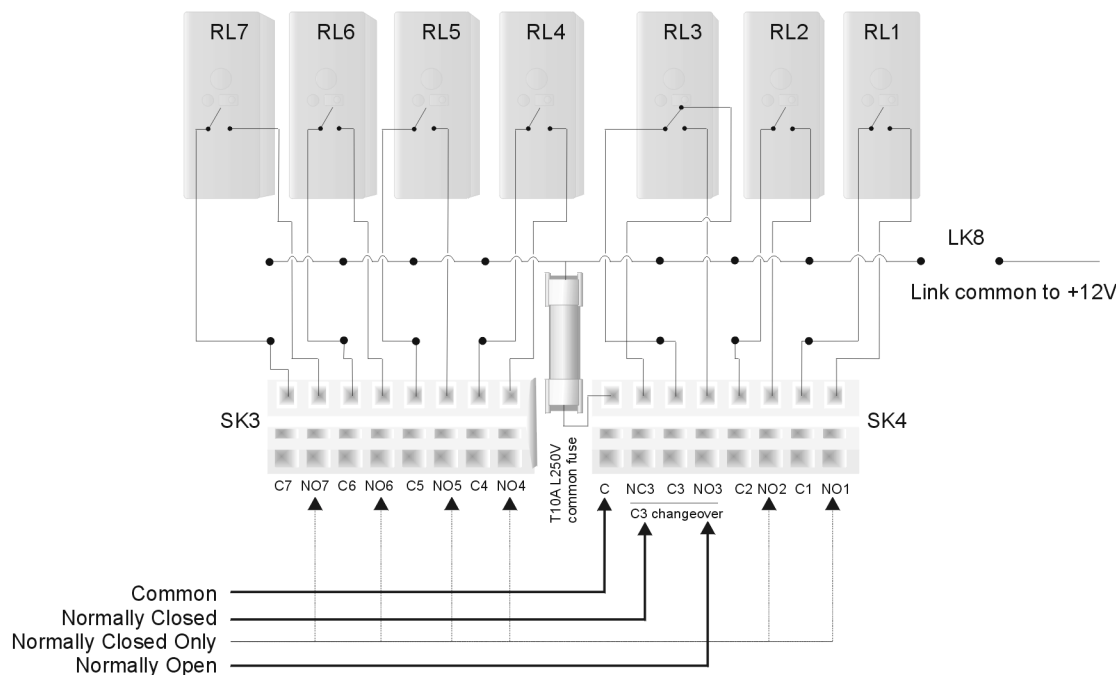 RL7 RL6 RL5 RL4 RL3 RL2 RL1
LK8
Link common to +12V
SK3
SK4
T10A L250V
common fuse
C7 NO7 C6 NO6 C5 NO5 C4 NO4
C NC3 C3 NO3 C2 NO2 C1 NO1
C3 changeover
Common
Normally Closed
Normally Closed Only
Normally Open